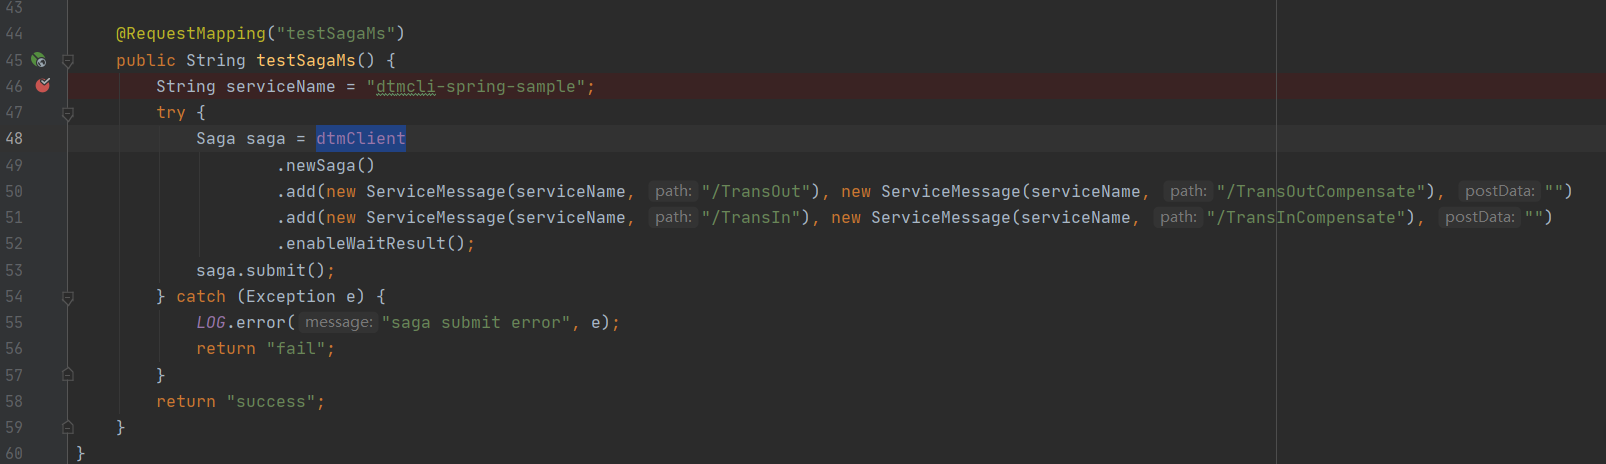 43
44 @RequestMapping("testSagaMs")
45 public String testSagaMs() {
46 String serviceName = "dtmcli-spring-sample";
47 try {
48 Saga saga = dtmClient
49 .newSaga()
50 .add(new ServiceMessage(serviceName, path: "/TransOut"), new ServiceMessage(serviceName, path: "/TransOutCompensate"), postData: "")
51 .add(new ServiceMessage(serviceName, path: "/TransIn"), new ServiceMessage(serviceName, path: "/TransInCompensate"), postData: "")
52 .enableWaitResult();
53 saga.submit();
54 } catch (Exception e) {
55 LOG.error( message: "saga submit error", e);
56 return "fail";
57 }
58 return "success";
59 }
60 }